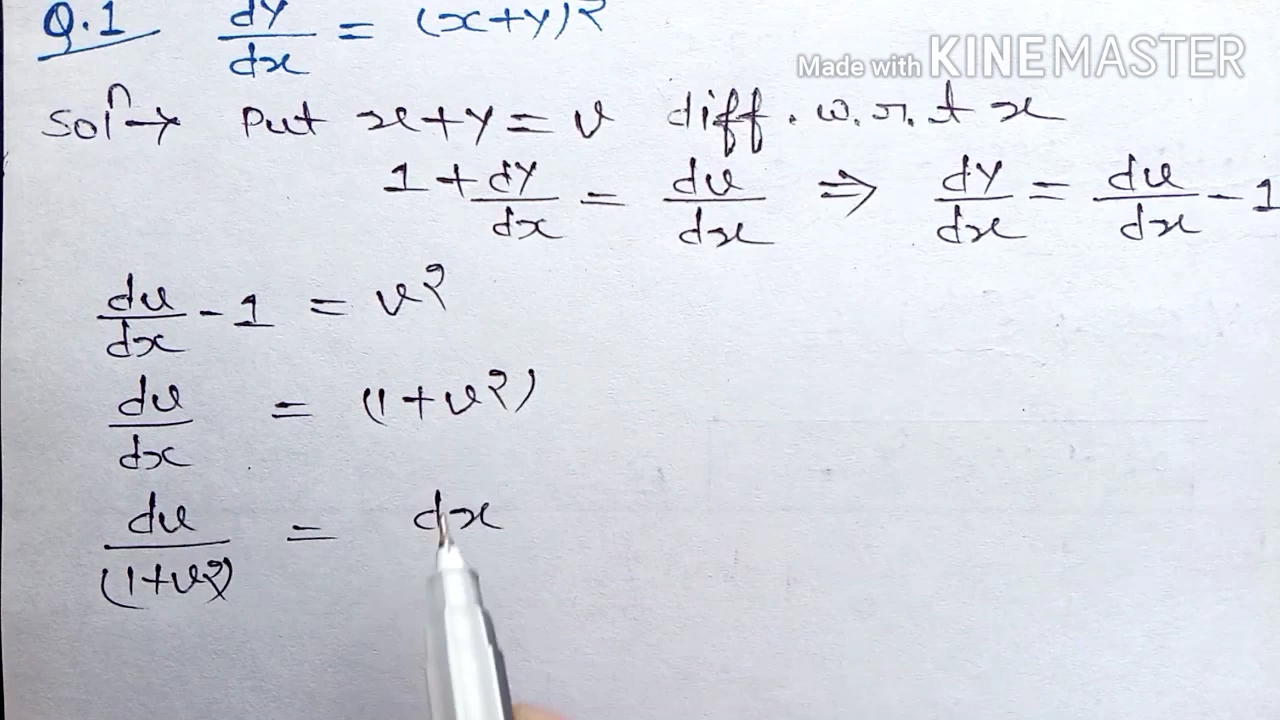 Q.1 dy/dx = (x+y)²
Made with KINEMASTER
Solⁿ→ Put x+y = v diff. w.r.t x
1 + dy/dx = dv/dx ⇒ dy/dx = dv/dx - 1
dv/dx - 1 = v²
dv/dx = (1+v²)
dv/(1+v²) = dx